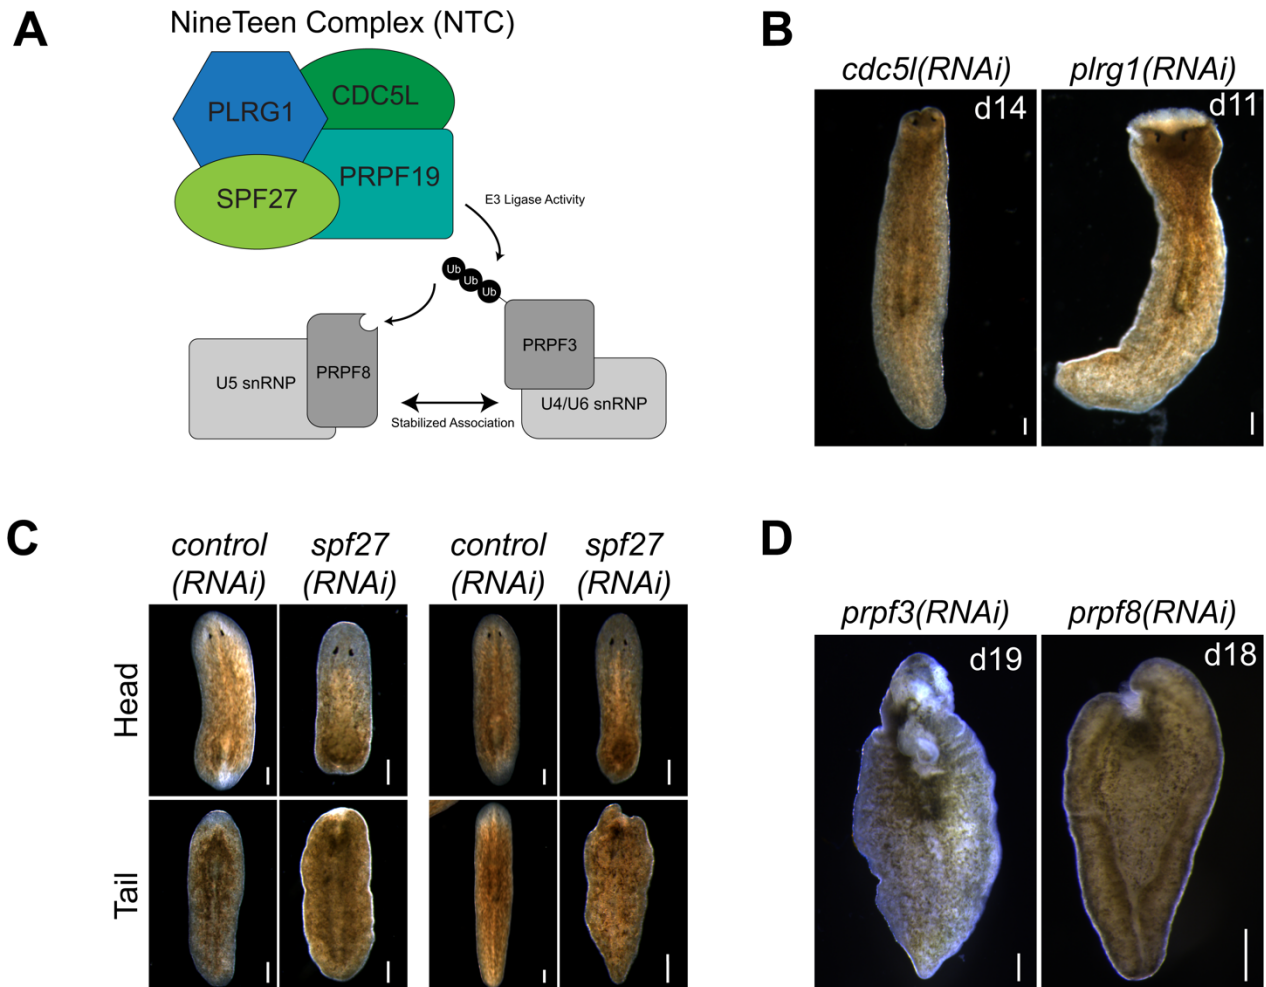 A
NineTeen Complex (NTC)
PLRG1
CDC5L
SPF27
PRPF19
E3 Ligase Activity
Ub
Ub
Ub
PRPF3
U5 snRNP
PRPF8
U4/U6 snRNP
Stabilized Association
B
cdc5l(RNAi)
plrg1(RNAi)
d14
d11
C
control
(RNAi)
spf27
(RNAi)
control
(RNAi)
spf27
(RNAi)
Head
Tail
D
prpf3(RNAi)
prpf8(RNAi)
d19
d18